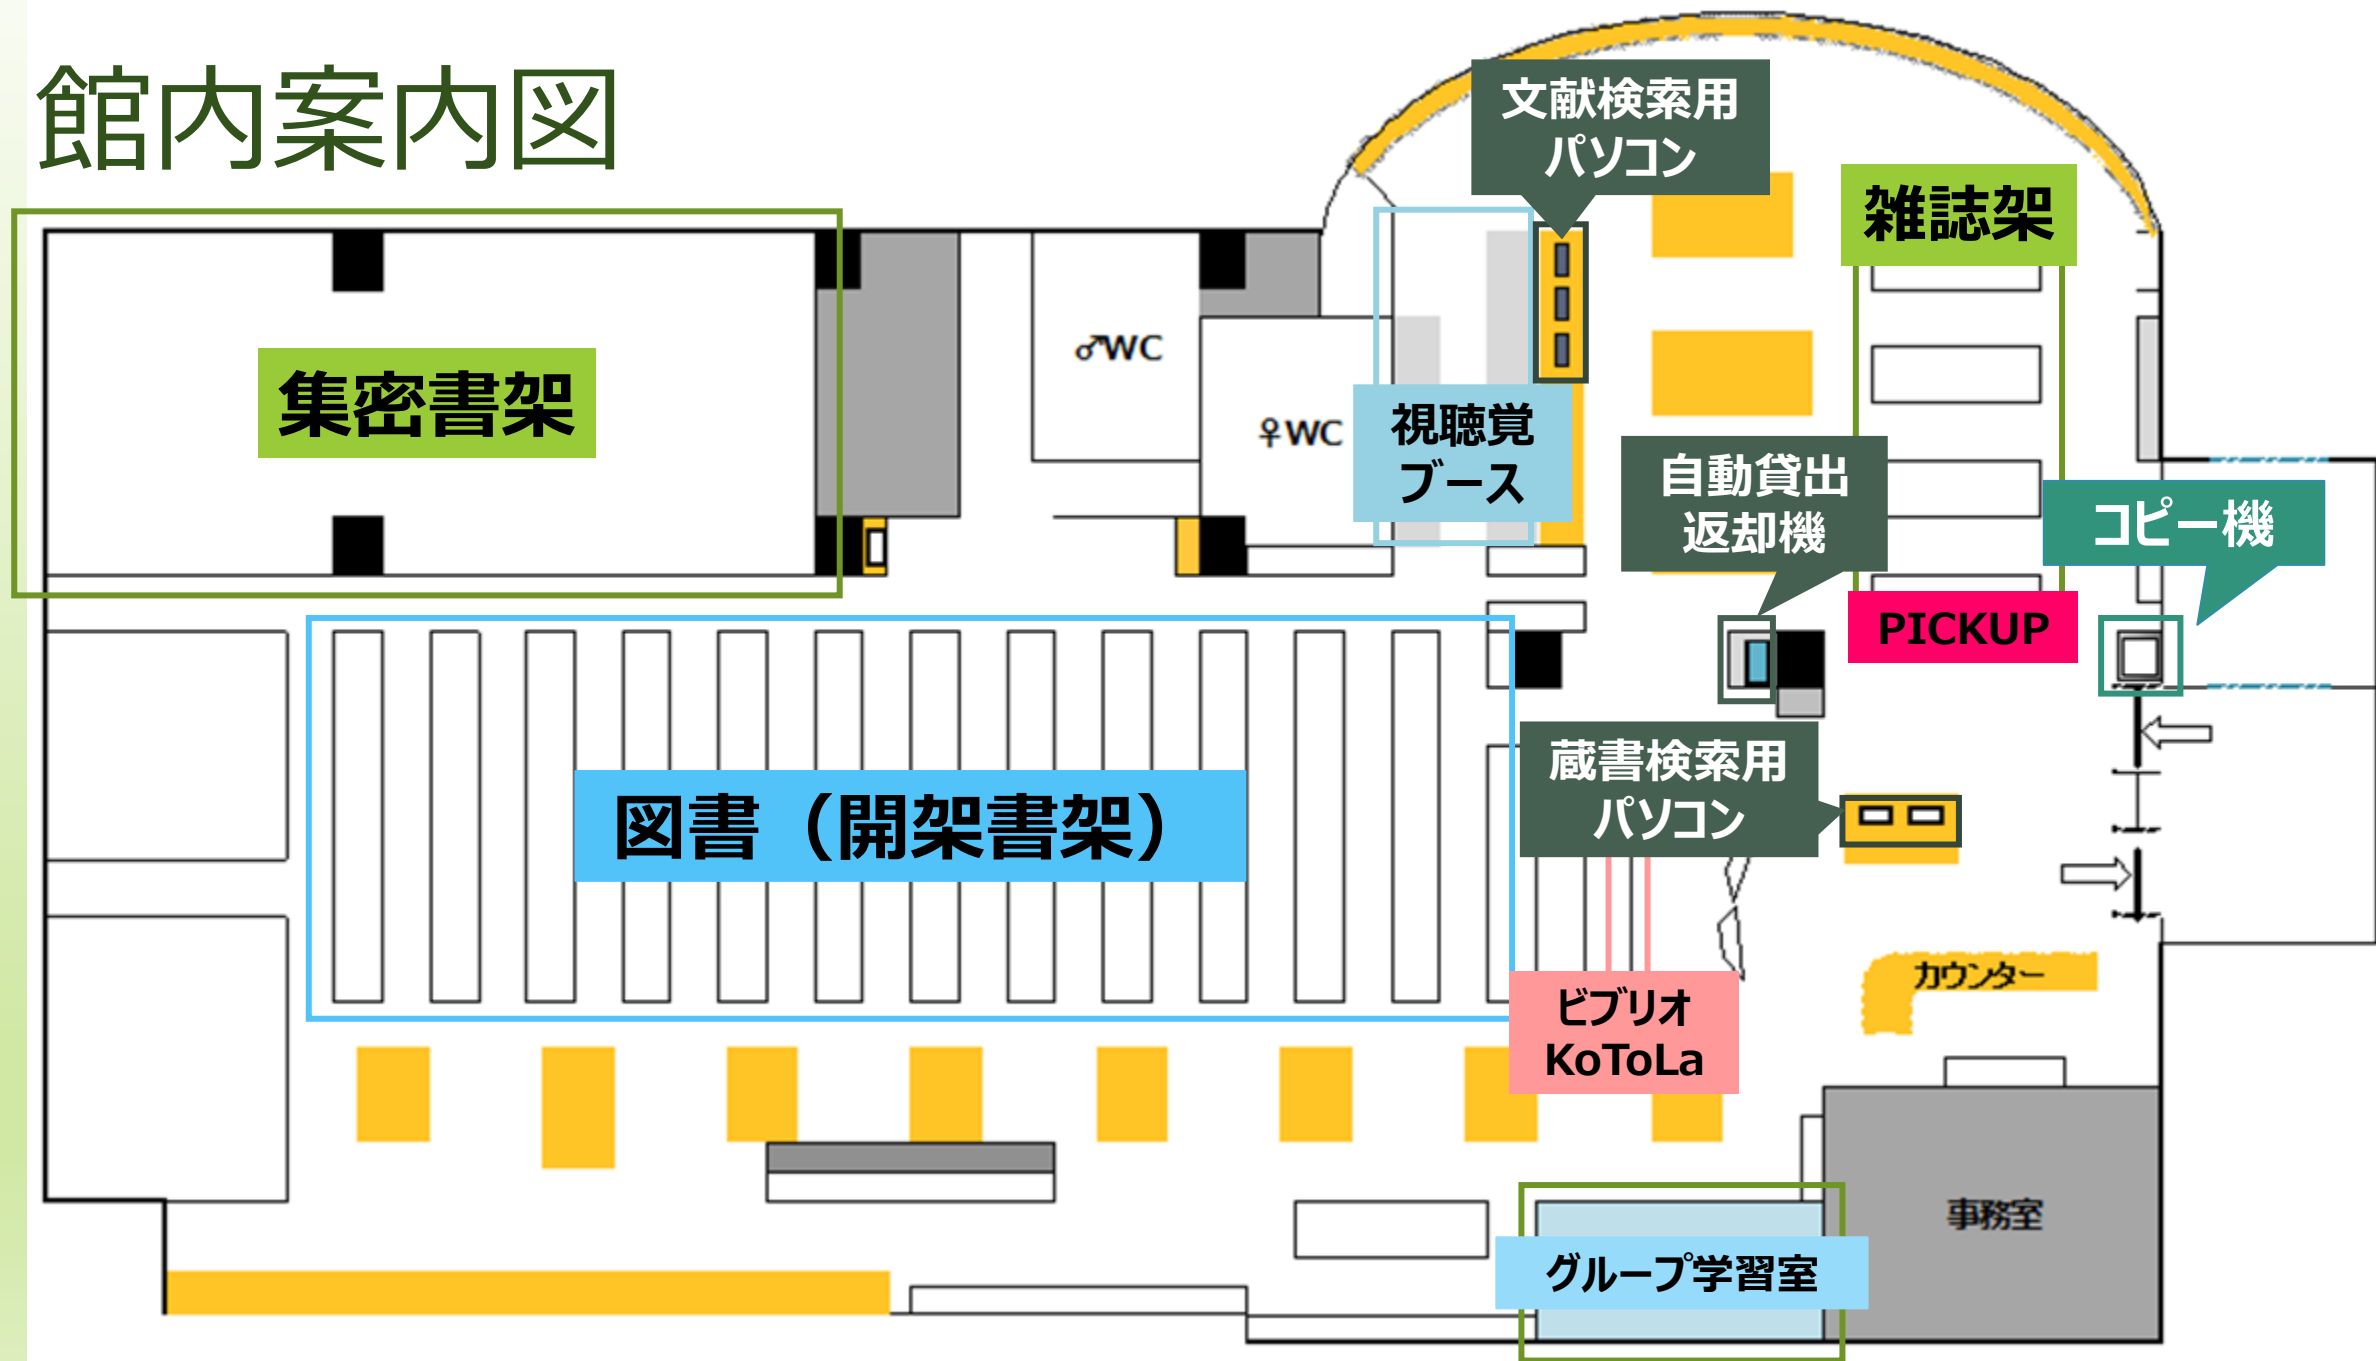 館内案内図
文献検索用
パソコン
雑誌架
集密書架
♂WC
♀WC
視聴覚
ブース
自動貸出
返却機
コピー機
PICKUP
蔵書検索用
パソコン
図書（開架書架）
カウンター
ビブリオ
KoToLa
事務室
グループ学習室